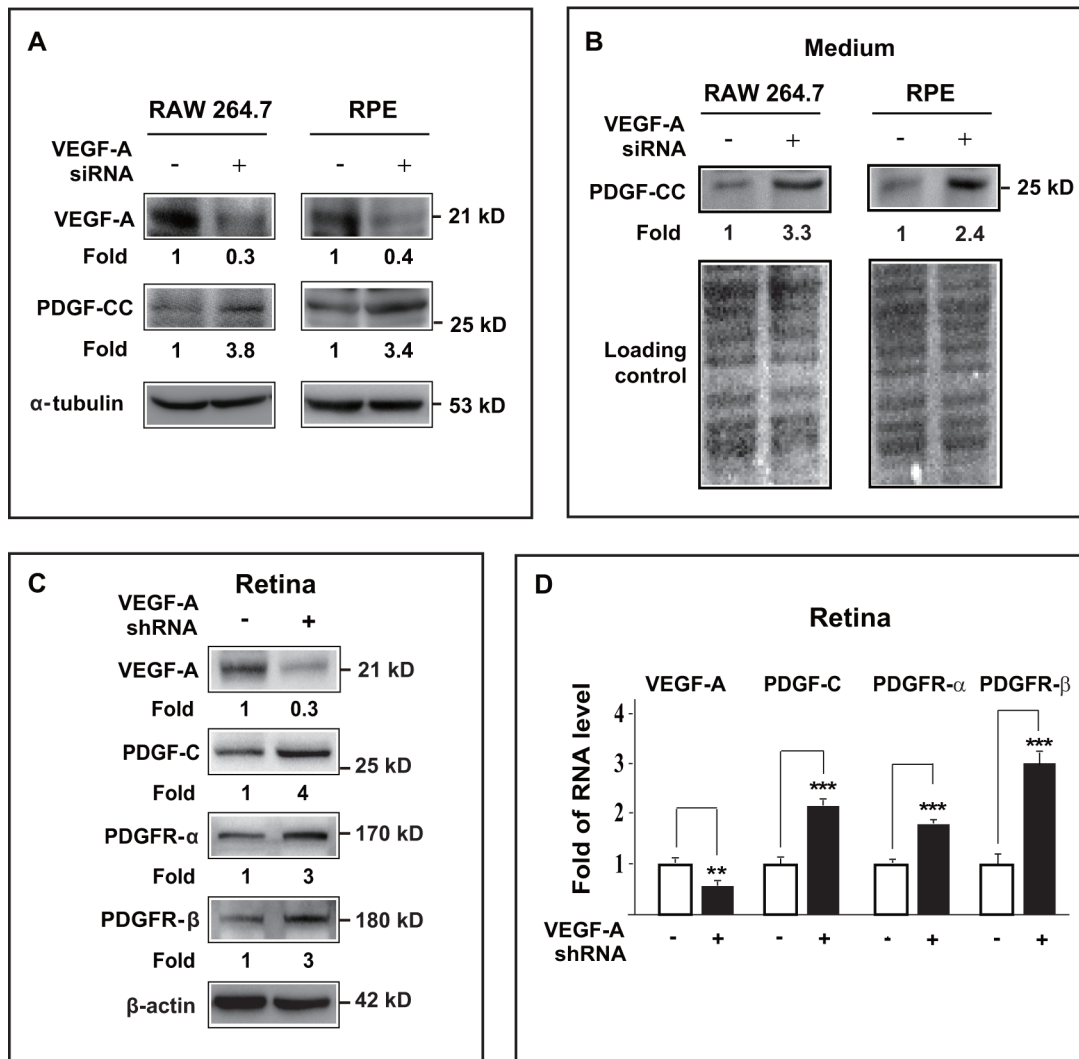 A
RAW 264.7 RPE
VEGF-A
siRNA - + - +
VEGF-A 21 kD
Fold 1 0.3 1 0.4
PDGF-CC 25 kD
Fold 1 3.8 1 3.4
α-tubulin 53 kD
B
Medium
RAW 264.7 RPE
VEGF-A
siRNA - + - +
PDGF-CC 25 kD
Fold 1 3.3 1 2.4
Loading
control
C
Retina
VEGF-A
shRNA - +
VEGF-A 21 kD
Fold 1 0.3
PDGF-C 25 kD
Fold 1 4
PDGFR-α 170 kD
Fold 1 3
PDGFR-β 180 kD
Fold 1 3
β-actin 42 kD
D
Retina
VEGF-A PDGF-C PDGFR-α PDGFR-β
Fold of RNA level
4
3
2
1
** *** *** ***
VEGF-A
shRNA - + - + - + - +